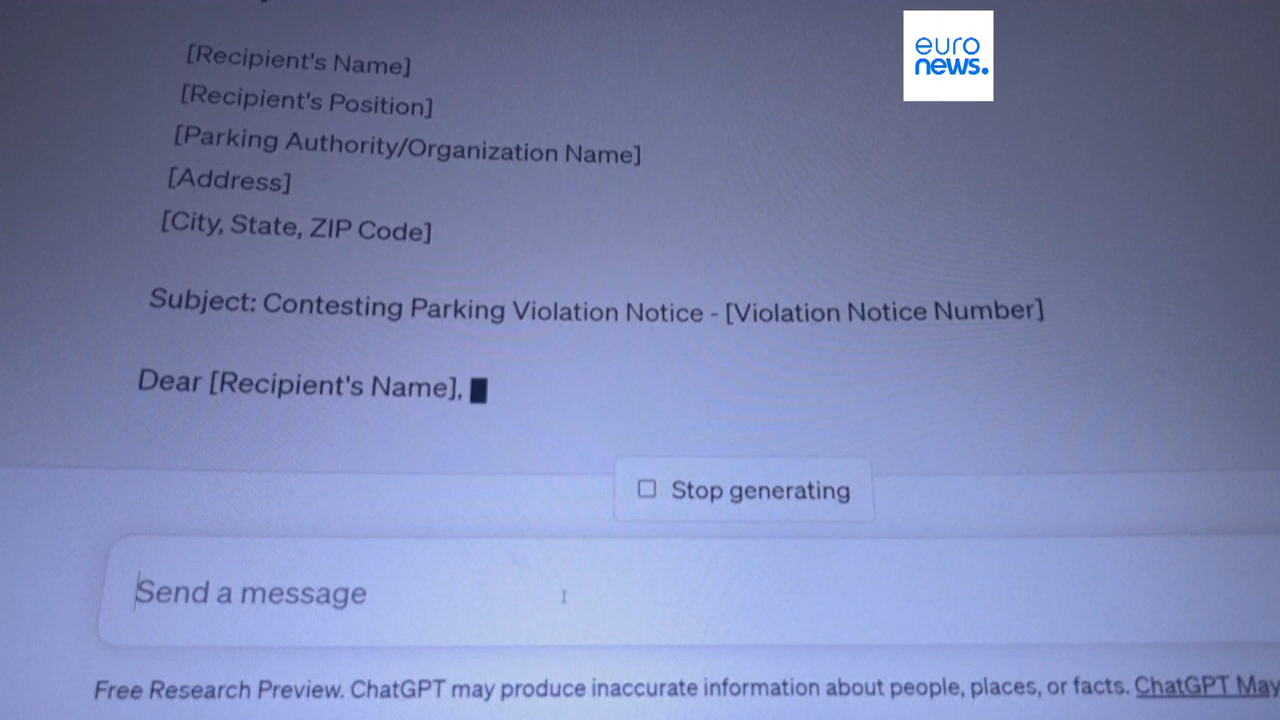 euro
news.
[Recipient's Name]
[Recipient's Position]
[Parking Authority/Organization Name]
[Address]
[City, State, ZIP Code]
Subject: Contesting Parking Violation Notice - [Violation Notice Number]
Dear [Recipient's Name],
Stop generating
Send a message
Free Research Preview. ChatGPT may produce inaccurate information about people, places, or facts. ChatGPT May